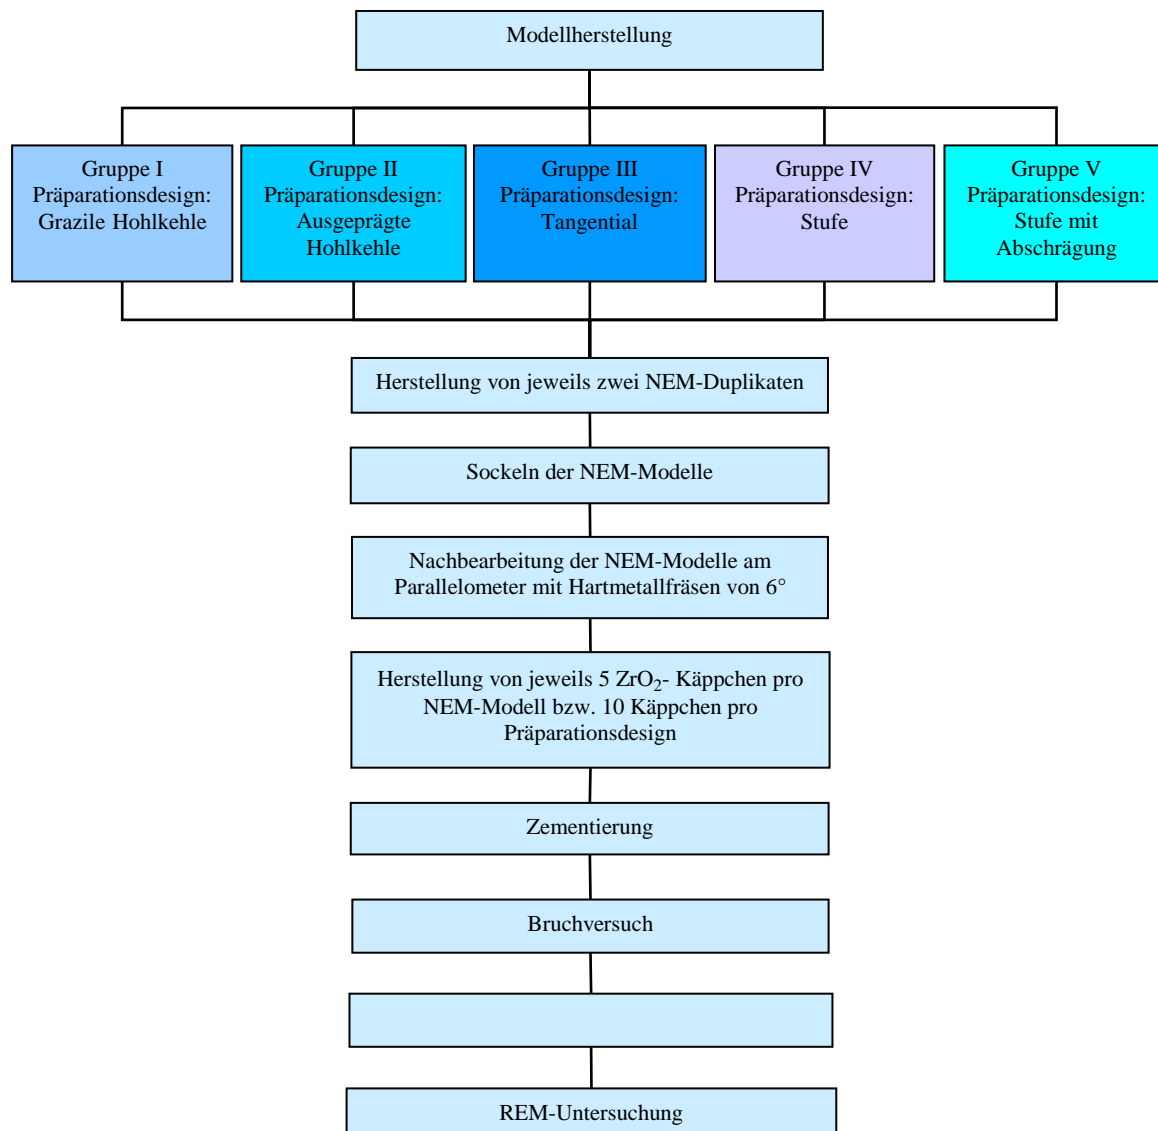 Modellherstellung
Gruppe I
Präparationsdesign:
Grazile Hohlkehle
Gruppe II
Präparationsdesign:
Ausgeprägte
Hohlkehle
Gruppe III
Präparationsdesign:
Tangential
Gruppe IV
Präparationsdesign:
Stufe
Gruppe V
Präparationsdesign:
Stufe mit
Abschrägung
Herstellung von jeweils zwei NEM-Duplikaten
Sockeln der NEM-Modelle
Nachbearbeitung der NEM-Modelle am
Parallelometer mit Hartmetallfräsen von 6°
Herstellung von jeweils 5 ZrO₂- Käppchen pro
NEM-Modell bzw. 10 Käppchen pro
Präparationsdesign
Zementierung
Bruchversuch
REM-Untersuchung